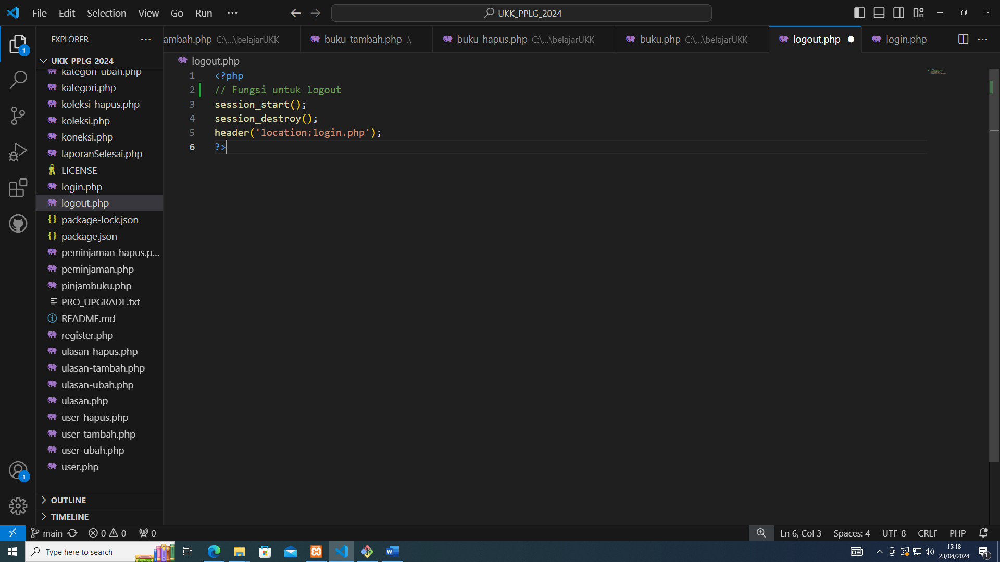 File Edit Selection View Go Run ···
UKK_PPLG_2024
EXPLORER ···
ambah.php C:\...\belajarUKK
buku-tambah.php .\
buku-hapus.php C:\...\belajarUKK
buku.php C:\...\belajarUKK
logout.php
login.php
UKK_PPLG_2024
kategori-ubah.php
kategori.php
koleksi-hapus.php
koleksi.php
koneksi.php
laporanSelesai.php
LICENSE
login.php
logout.php
package-lock.json
package.json
peminjaman-hapus.p...
peminjaman.php
pinjambuku.php
PRO_UPGRADE.txt
README.md
register.php
ulasan-hapus.php
ulasan-tambah.php
ulasan-ubah.php
ulasan.php
user-hapus.php
user-tambah.php
user-ubah.php
user.php
OUTLINE
TIMELINE
1
1
logout.php
1 <?php
2 // Fungsi untuk logout
3 session_start();
4 session_destroy();
5 header('location:login.php');
6 ?>
main 0 0 0
Ln 6, Col 3 Spaces: 4 UTF-8 CRLF PHP
Type here to search
15:18
23/04/2024
1